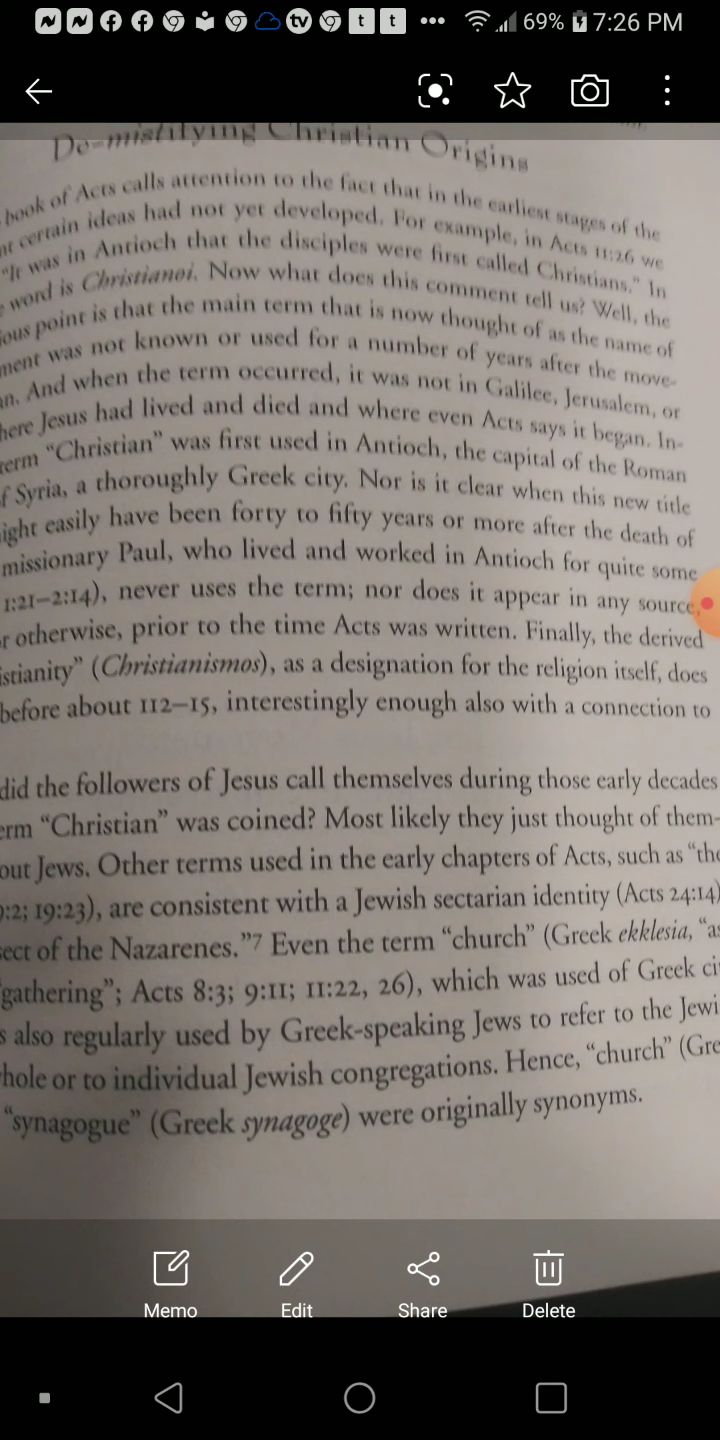 69% 7:26 PM
De-mistifying Christian Origins
book of Acts calls attention to the fact that in the earliest stages of the
certain ideas had not yet developed. For example, in Acts 11:26 we
"It was in Antioch that the disciples were first called Christians." In
word is Christianoi. Now what does this comment tell us? Well, the
ious point is that the main term that is now thought of as the name of
ment was not known or used for a number of years after the move-
an. And when the term occurred, it was not in Galilee, Jerusalem, or
here Jesus had lived and died and where even Acts says it began. In-
term "Christian" was first used in Antioch, the capital of the Roman
f Syria, a thoroughly Greek city. Nor is it clear when this new title
ight easily have been forty to fifty years or more after the death of
missionary Paul, who lived and worked in Antioch for quite some
1:21–2:14), never uses the term; nor does it appear in any source,
r otherwise, prior to the time Acts was written. Finally, the derived
istianity" (Christianismos), as a designation for the religion itself, does
before about 112–15, interestingly enough also with a connection to
did the followers of Jesus call themselves during those early decades
erm "Christian" was coined? Most likely they just thought of them-
out Jews. Other terms used in the early chapters of Acts, such as "the
9:2; 19:23), are consistent with a Jewish sectarian identity (Acts 24:14)
sect of the Nazarenes."7 Even the term "church" (Greek ekklesia, "as
"gathering"; Acts 8:3; 9:11; 11:22, 26), which was used of Greek cit
s also regularly used by Greek-speaking Jews to refer to the Jewi
hole or to individual Jewish congregations. Hence, "church" (Gre
"synagogue" (Greek synagoge) were originally synonyms.
Memo Edit Share Delete